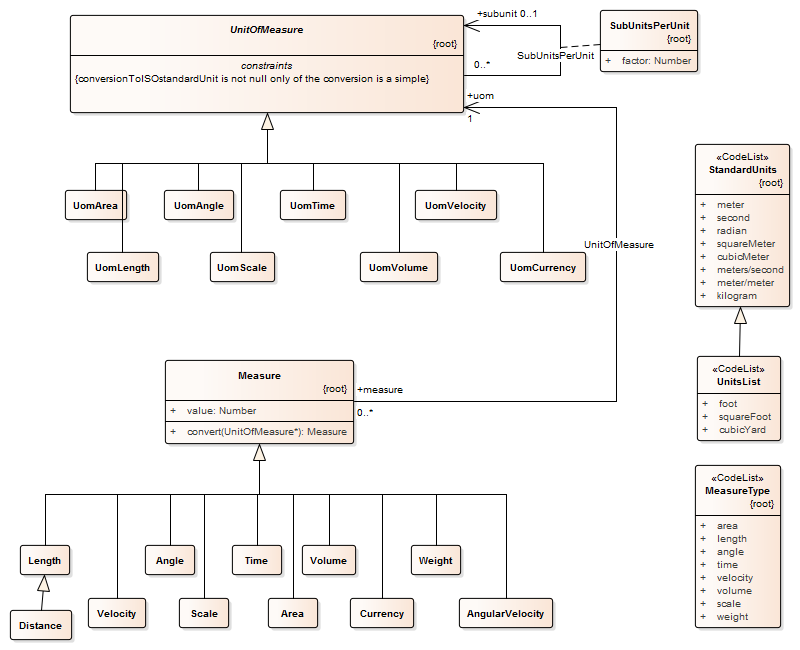 UnitOfMeasure
{root}
constraints
{conversionToISOstandardUnit is not null only of the conversion is a simple}
+subunit 0..1
0..*
SubUnitsPerUnit
SubUnitsPerUnit
{root}
+ factor: Number
+uom
1
UnitOfMeasure
UomArea
UomAngle
UomTime
UomVelocity
UomLength
UomScale
UomVolume
UomCurrency
«CodeList»
StandardUnits
{root}
+ meter
+ second
+ radian
+ squareMeter
+ cubicMeter
+ meters/second
+ meter/meter
+ kilogram
«CodeList»
UnitsList
+ foot
+ squareFoot
+ cubicYard
Measure
{root}
+ value: Number
+ convert(UnitOfMeasure*): Measure
+measure
0..*
Length
Angle
Time
Volume
Weight
Distance
Velocity
Scale
Area
Currency
AngularVelocity
«CodeList»
MeasureType
{root}
+ area
+ length
+ angle
+ time
+ velocity
+ volume
+ scale
+ weight